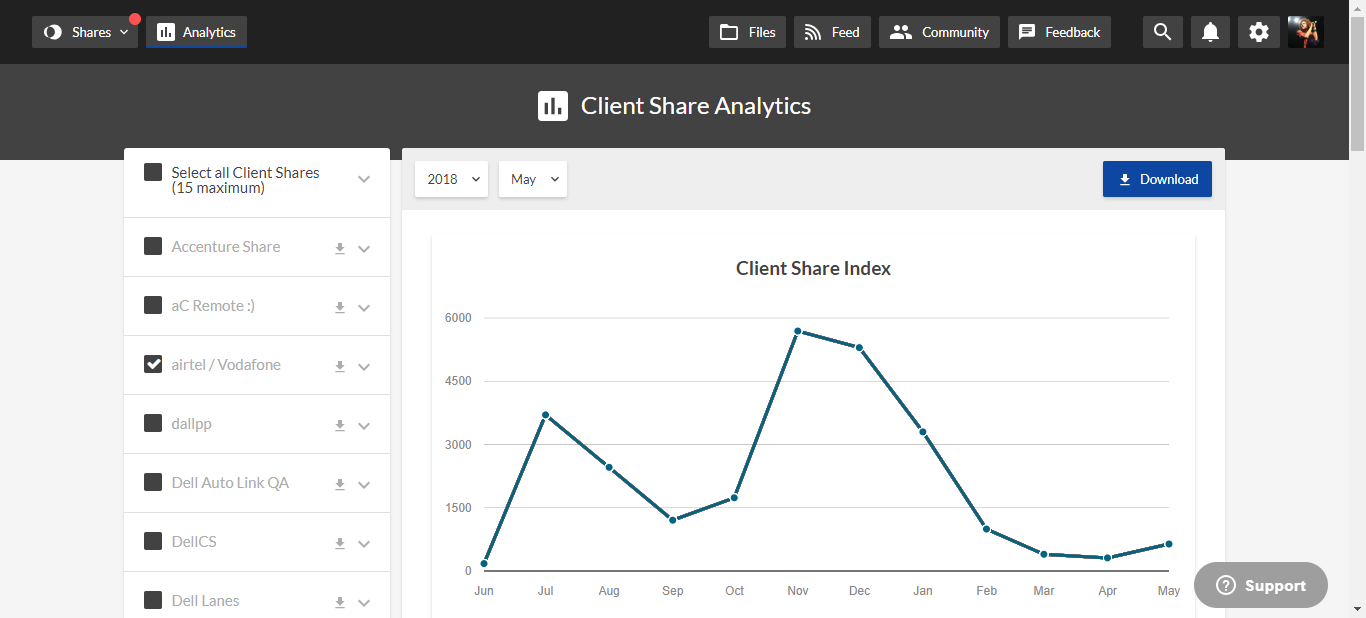 Shares
Analytics
Files
Feed
Community
Feedback
Client Share Analytics
Select all Client Shares
(15 maximum)
Accenture Share
aC Remote :)
airtel / Vodafone
dallpp
Dell Auto Link QA
DellCS
Dell Lanes
2018
May
Download
Client Share Index
6000
4500
3000
1500
0
Jun Jul Aug Sep Oct Nov Dec Jan Feb Mar Apr May
Support